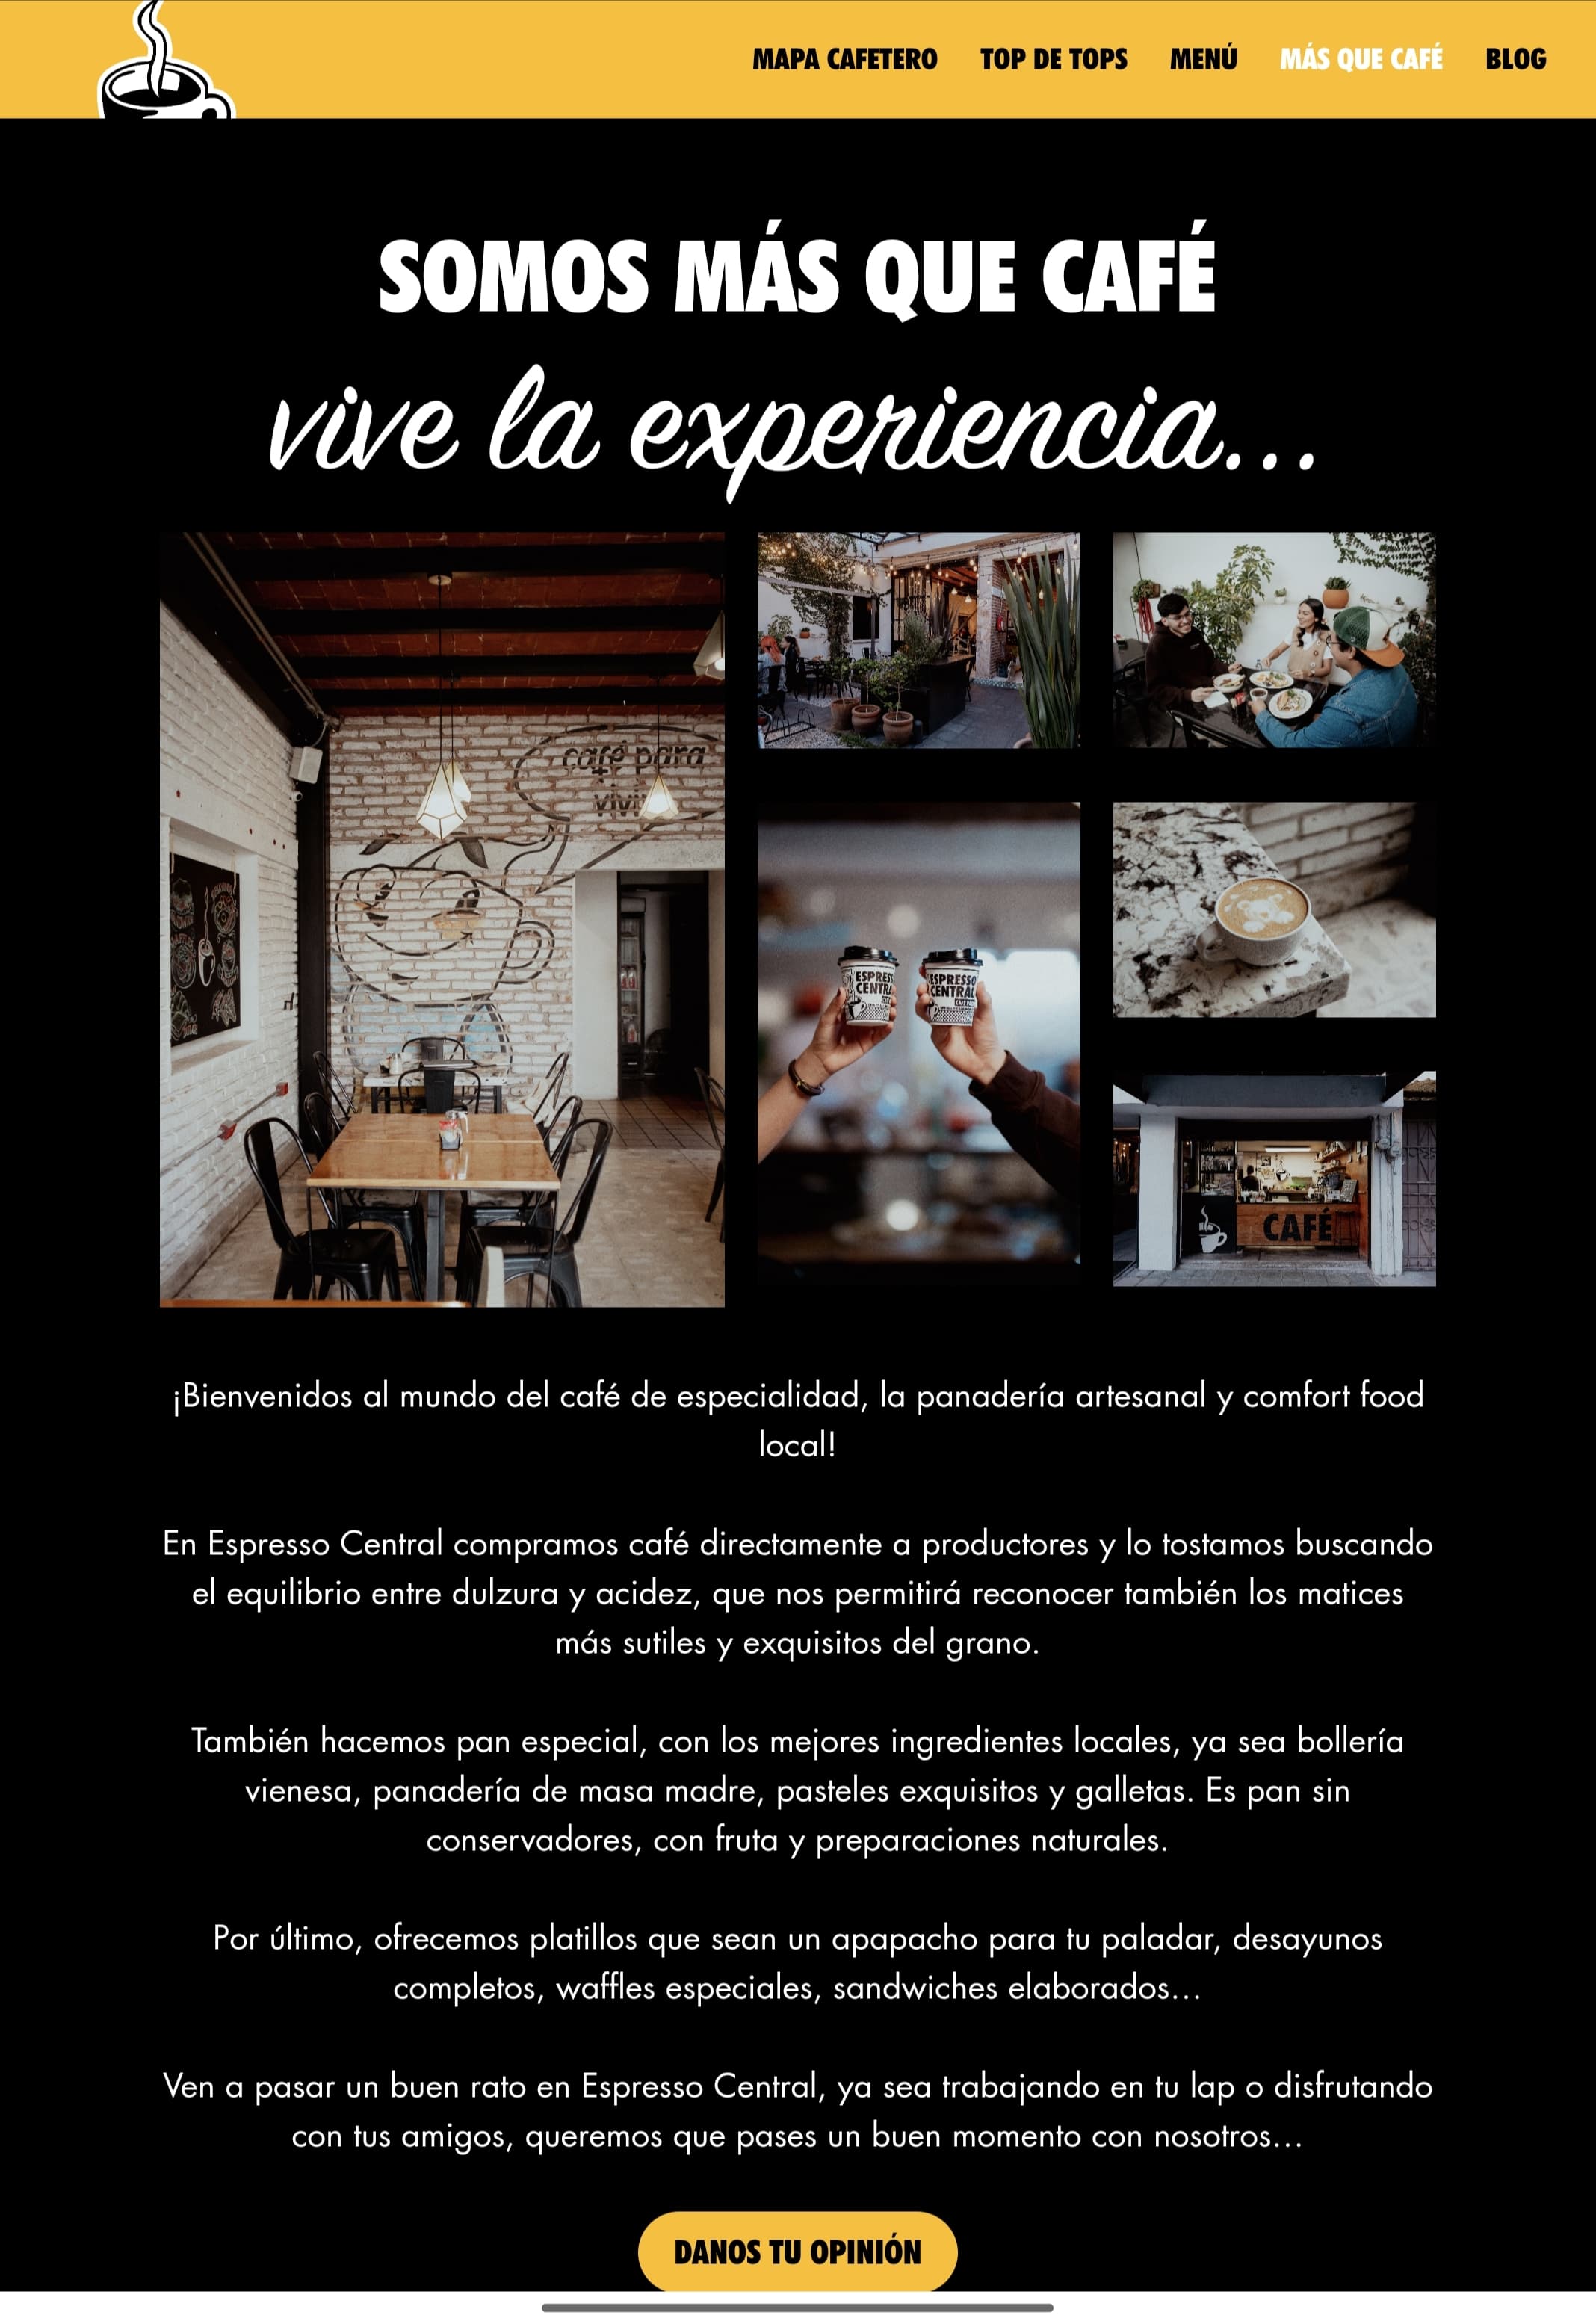 MAPA CAFETERO TOP DE TOPS MENÚ MÁS QUE CAFÉ BLOG
SOMOS MÁS QUE CAFÉ
vive la experiencia...
café para
ESPRESSO
CENTRAL
CAFÉ
¡Bienvenidos al mundo del café de especialidad, la panadería artesanal y comfort food
local!
En Espresso Central compramos café directamente a productores y lo tostamos buscando
el equilibrio entre dulzura y acidez, que nos permitirá reconocer también los matices
más sutiles y exquisitos del grano.
También hacemos pan especial, con los mejores ingredientes locales, ya sea bollería
vienesa, panadería de masa madre, pasteles exquisitos y galletas. Es pan sin
conservadores, con fruta y preparaciones naturales.
Por último, ofrecemos platillos que sean un apapacho para tu paladar, desayunos
completos, waffles especiales, sandwiches elaborados...
Ven a pasar un buen rato en Espresso Central, ya sea trabajando en tu lap o disfrutando
con tus amigos, queremos que pases un buen momento con nosotros...
DANOS TU OPINIÓN